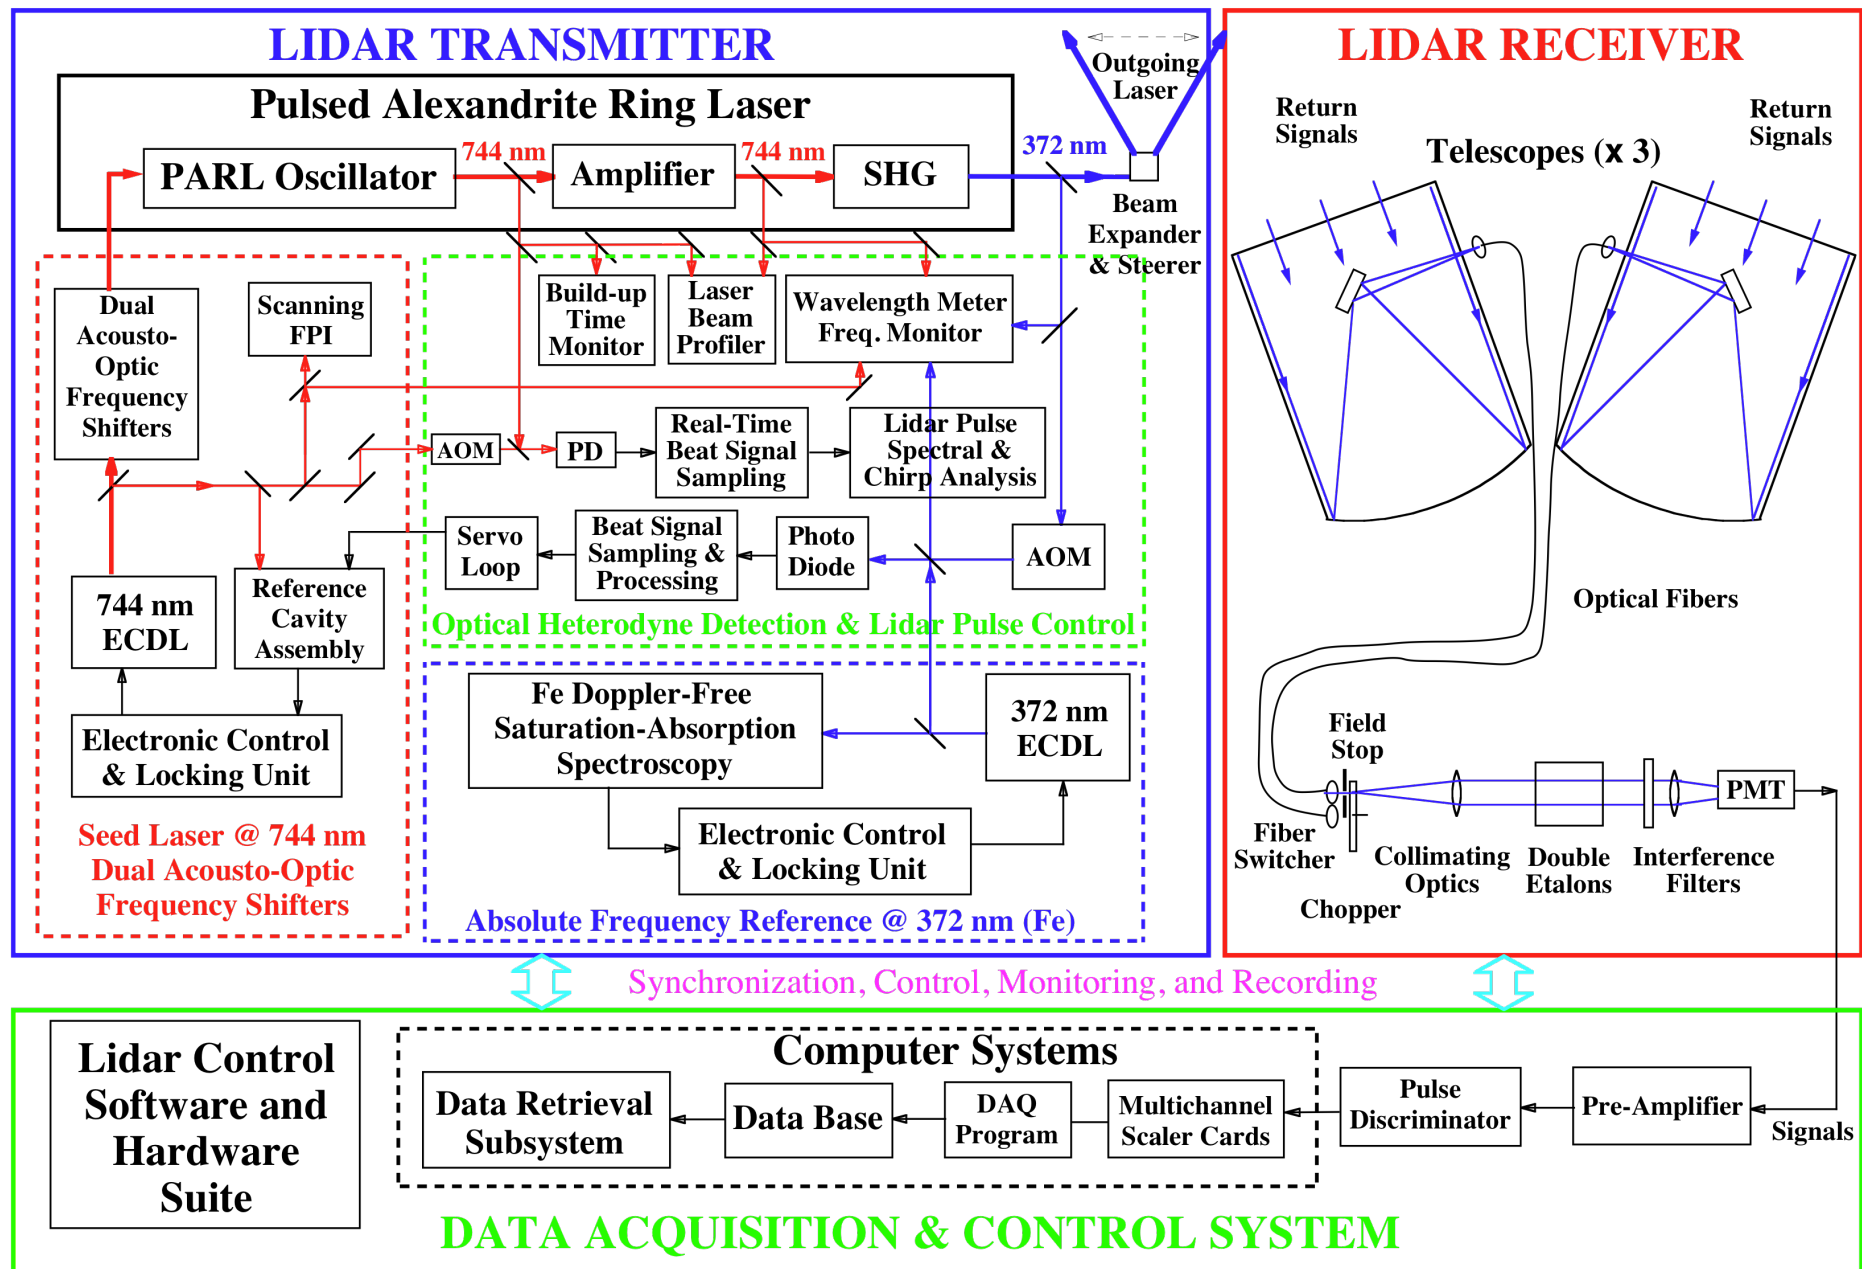 LIDAR TRANSMITTER
Pulsed Alexandrite Ring Laser
PARL Oscillator
744 nm
Amplifier
744 nm
SHG
372 nm
Outgoing
Laser
Beam
Expander
& Steerer
Dual
Acousto-
Optic
Frequency
Shifters
Scanning
FPI
Build-up
Time
Monitor
Laser
Beam
Profiler
Wavelength Meter
Freq. Monitor
AOM
PD
Real-Time
Beat Signal
Sampling
Lidar Pulse
Spectral &
Chirp Analysis
Servo
Loop
Beat Signal
Sampling &
Processing
Photo
Diode
AOM
Optical Heterodyne Detection & Lidar Pulse Control
744 nm
ECDL
Reference
Cavity
Assembly
Electronic Control
& Locking Unit
Seed Laser @ 744 nm
Dual Acousto-Optic
Frequency Shifters
Fe Doppler-Free
Saturation-Absorption
Spectroscopy
372 nm
ECDL
Electronic Control
& Locking Unit
Absolute Frequency Reference @ 372 nm (Fe)
LIDAR RECEIVER
Return
Signals
Telescopes (x 3)
Return
Signals
Optical Fibers
Field
Stop
PMT
Fiber
Switcher
Chopper
Collimating
Optics
Double
Etalons
Interference
Filters
Synchronization, Control, Monitoring, and Recording
Lidar Control
Software and
Hardware
Suite
Computer Systems
Data Retrieval
Subsystem
Data Base
DAQ
Program
Multichannel
Scaler Cards
Pulse
Discriminator
Pre-Amplifier
Signals
DATA ACQUISITION & CONTROL SYSTEM